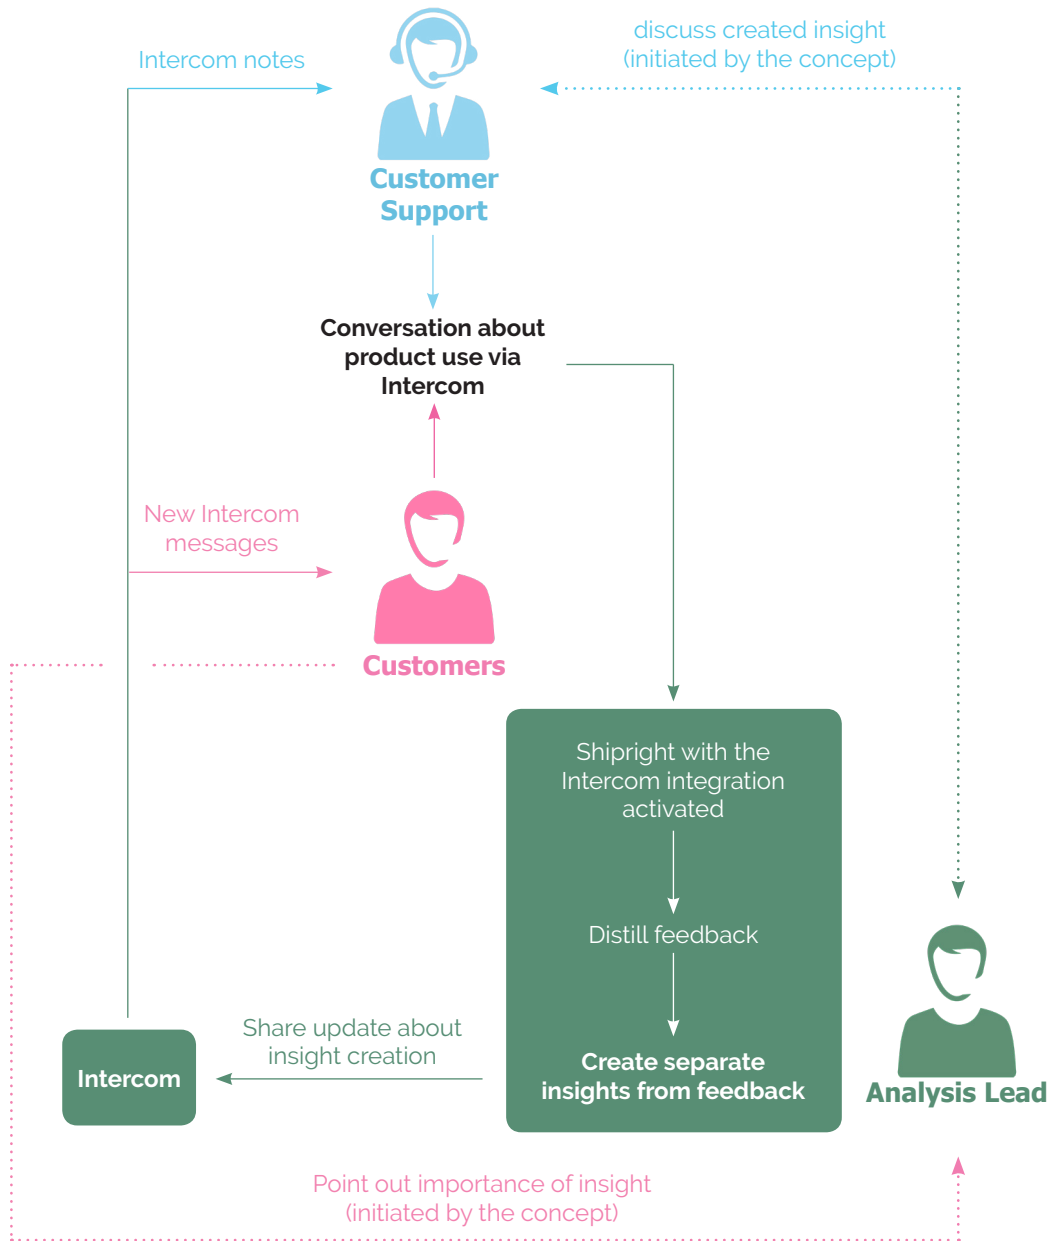 Intercom notes
discuss created insight
(initiated by the concept)
Customer
Support
Conversation about
product use via
Intercom
New Intercom
messages
Customers
Shipright with the
Intercom integration
activated
Distill feedback
Create separate
insights from feedback
Share update about
insight creation
Intercom
Analysis Lead
Point out importance of insight
(initiated by the concept)